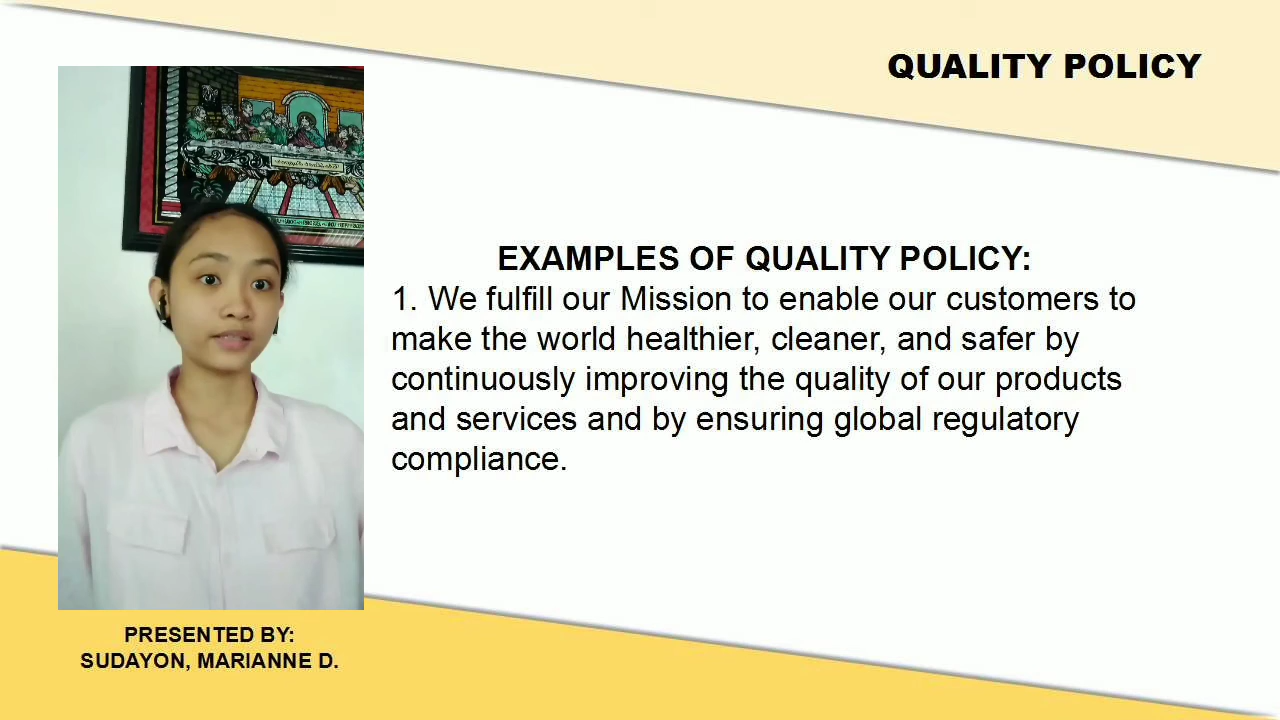 QUALITY POLICY
EXAMPLES OF QUALITY POLICY:
1. We fulfill our Mission to enable our customers to
make the world healthier, cleaner, and safer by
continuously improving the quality of our products
and services and by ensuring global regulatory
compliance.
PRESENTED BY:
SUDAYON, MARIANNE D.